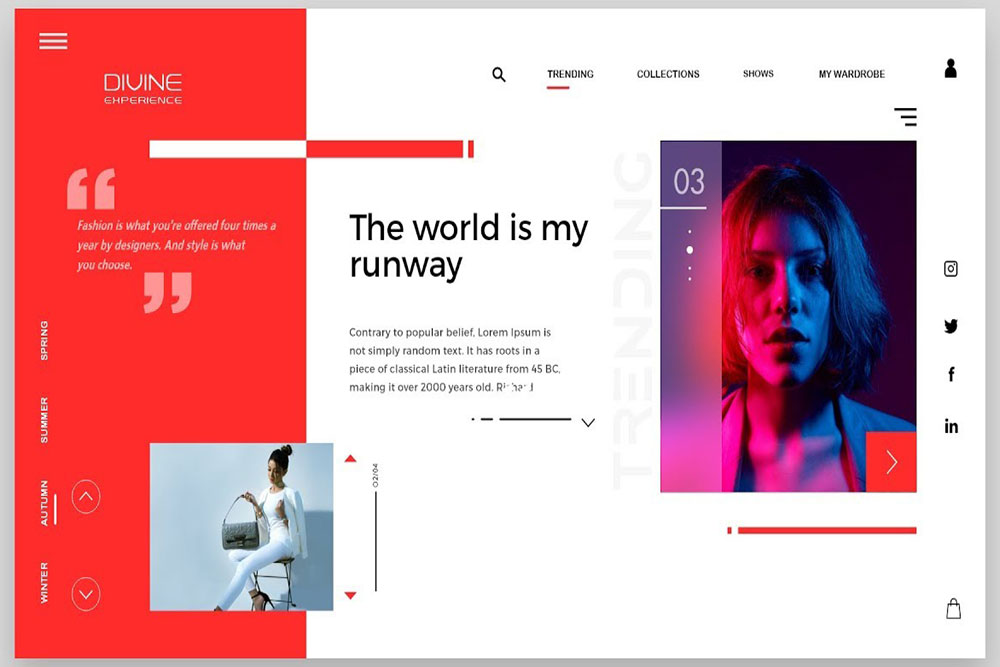 DIVINE
EXPERIENCE
TRENDING
COLLECTIONS
SHOWS
MY WARDROBE
“
Fashion is what you're offered four times a
year by designers. And style is what
you choose.
”
The world is my
runway
Contrary to popular belief, Lorem Ipsum is
not simply random text. It has roots in a
piece of classical Latin literature from 45 BC,
making it over 2000 years old.
TRENDING
03
SPRING
SUMMER
AUTUMN
WINTER
02/04
f
in